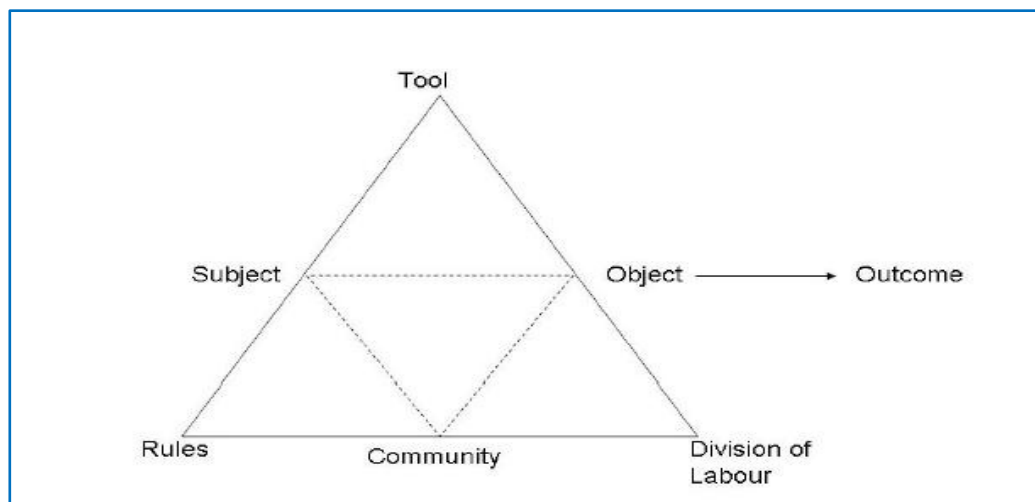 Tool
Subject
Object
Outcome
Rules
Community
Division of
Labour